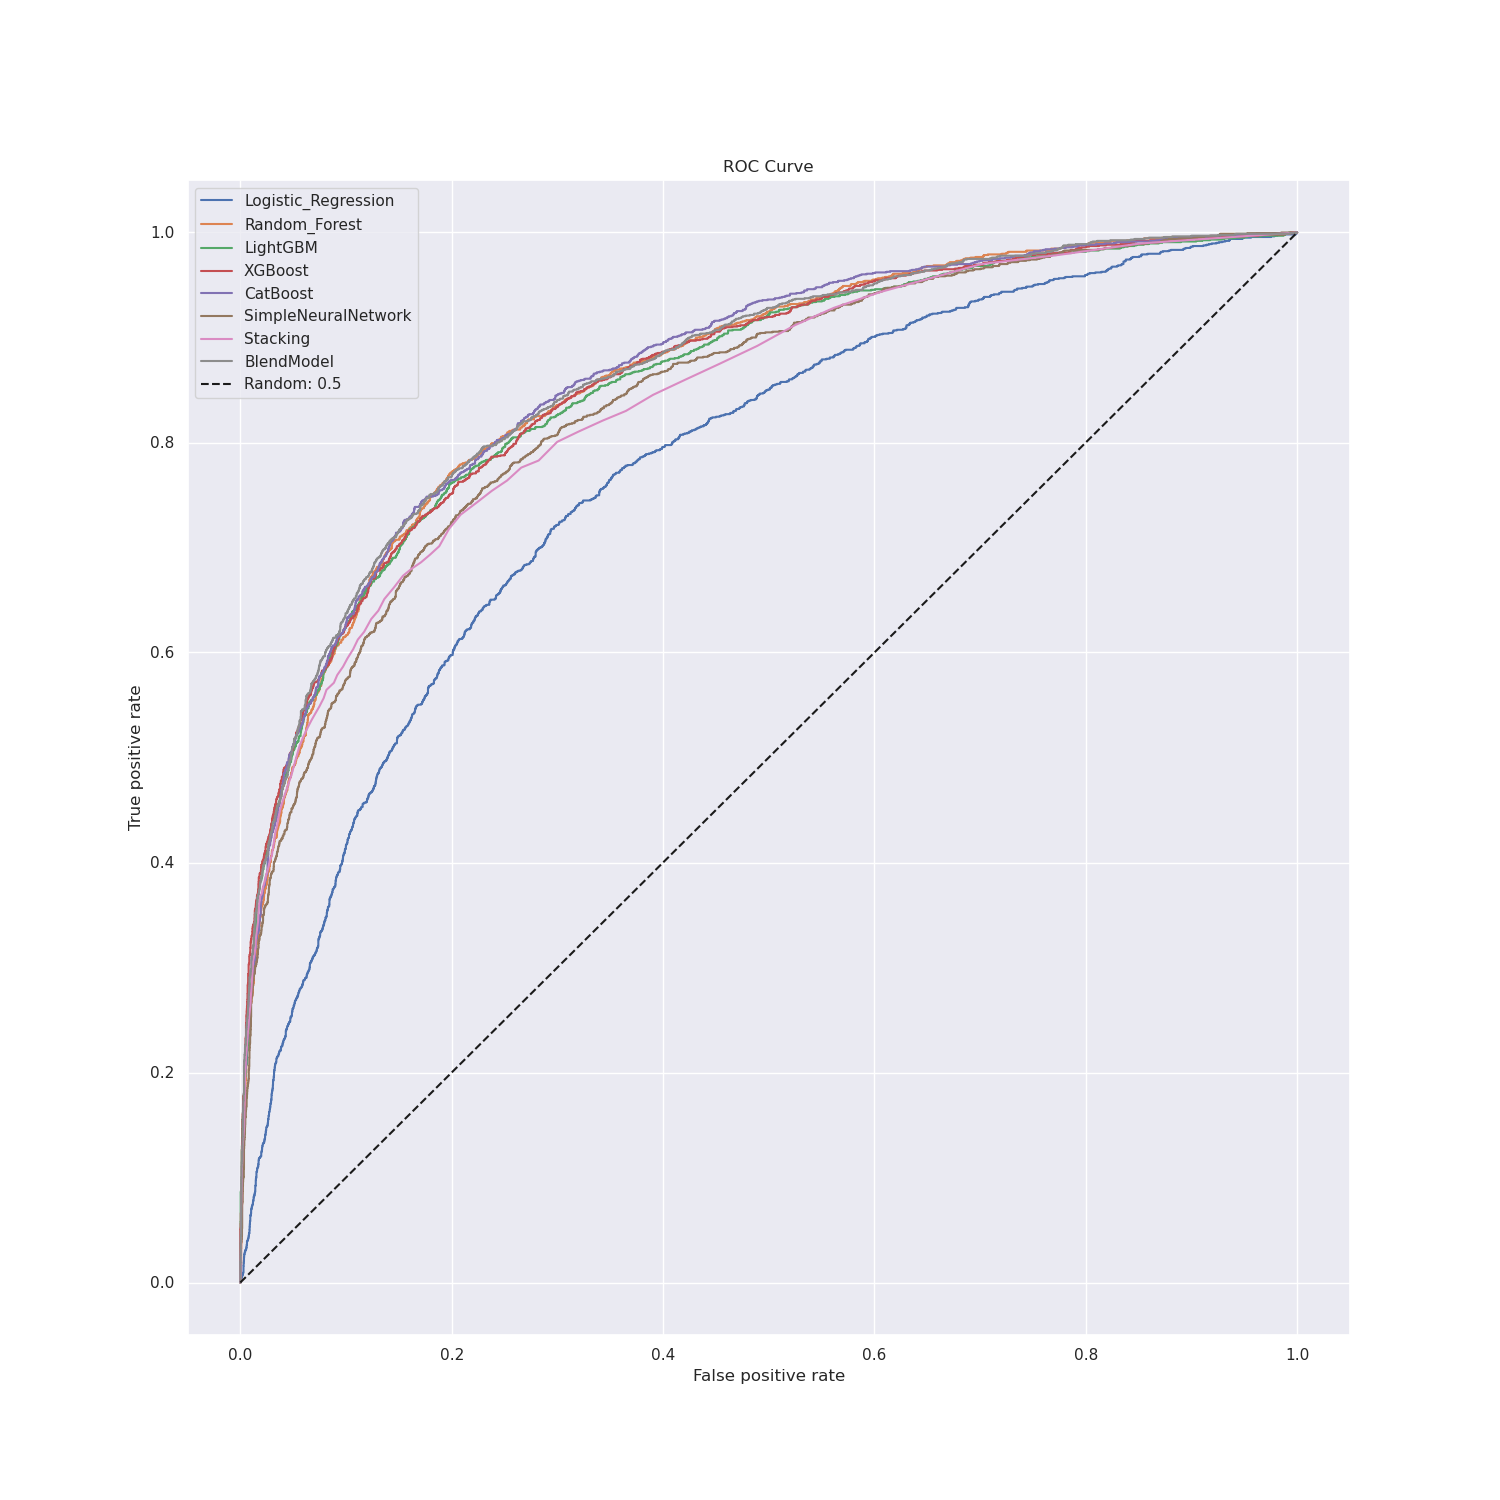 ROC Curve
Logistic_Regression
Random_Forest
LightGBM
XGBoost
CatBoost
SimpleNeuralNetwork
Stacking
BlendModel
Random: 0.5
1.0
0.8
0.6
0.4
0.2
0.0
True positive rate
0.0 0.2 0.4 0.6 0.8 1.0
False positive rate